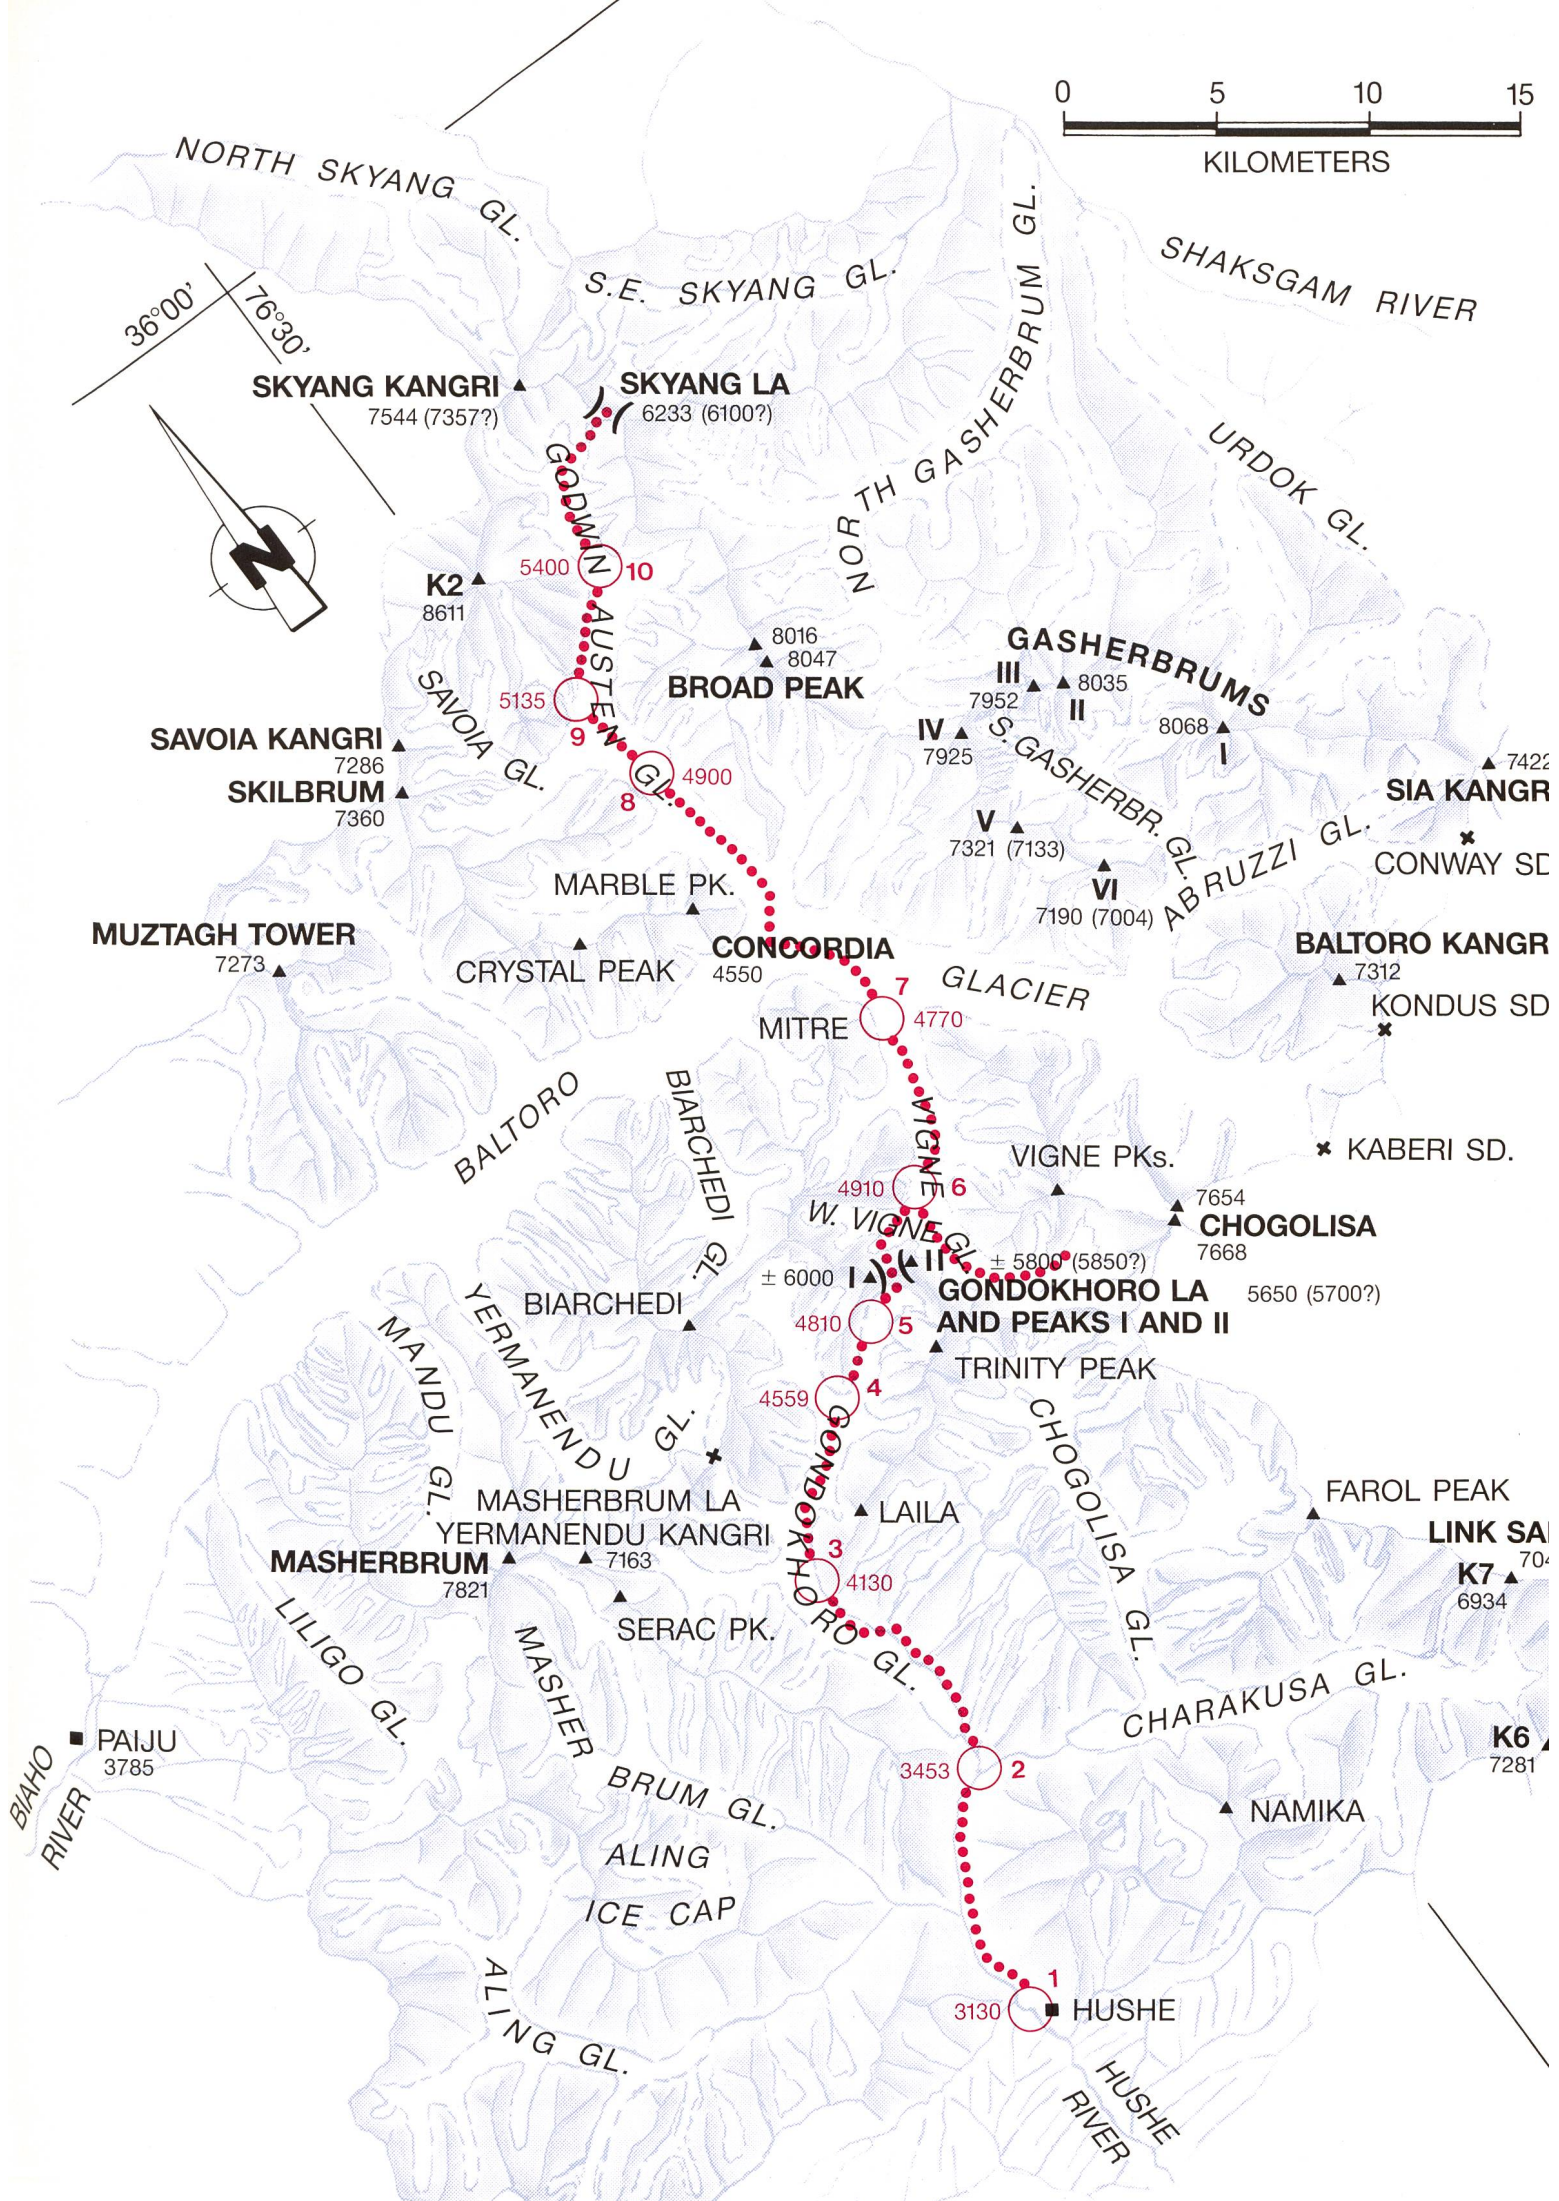 0 5 10 15
KILOMETERS
NORTH SKYANG GL.
S.E. SKYANG GL.
NORTH GASHERBRUM GL.
SHAKSGAM RIVER
36°00'
76°30'
SKYANG KANGRI
7544 (7357?)
SKYANG LA
6233 (6100?)
URDOK GL.
N
GODWIN AUSTEN GL.
5400 10
K2
8611
8016
8047
BROAD PEAK
GASHERBRUMS
III
7952
8035
II
IV
7925
8068
I
S. GASHERBR. GL.
5135
9
SAVOIA GL.
SAVOIA KANGRI
7286
SKILBRUM
7360
4900
8
7422
SIA KANGR
V
7321 (7133)
VI
7190 (7004)
ABRUZZI GL.
CONWAY SD
MARBLE PK.
MUZTAGH TOWER
7273
CRYSTAL PEAK
CONCORDIA
4550
BALTORO KANGR
7312
KONDUS SD
7
4770
MITRE
BALTORO GLACIER
BIARCHEDI GL.
VIGNE GL.
VIGNE PKs.
KABERI SD.
4910 6
W. VIGNE
7654
CHOGOLISA
7668
± 6000 I
II ± 5800 (5850?)
GONDOKHORO LA 5650 (5700?)
AND PEAKS I AND II
4810 5
BIARCHEDI
TRINITY PEAK
MANDU GL.
YERMANENDU GL.
4559 4
GONDOKHORO GL.
CHOGOLISA GL.
MASHERBRUM LA
LAILA
FAROL PEAK
YERMANENDU KANGRI
7163
MASHERBRUM
7821
3
4130
LINK SA
704
K7
6934
SERAC PK.
LILIGO GL.
MASHERBRUM GL.
CHARAKUSA GL.
PAIJU
3785
BIAHO
RIVER
3453 2
K6
7281
NAMIKA
ALING
ICE CAP
ALING GL.
1
3130
HUSHE
HUSHE
RIVER